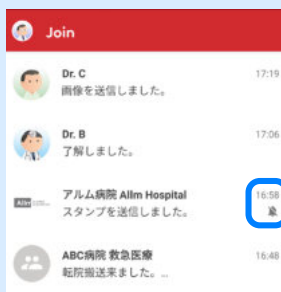 Join
Dr. C
17:19
画像を送信しました。
Dr. B
17:06
了解しました。
アルム病院 Allm Hospital
16:58
スタンプを送信しました。
Allm
ABC病院 救急医療
16:48
転院搬送来ました。...